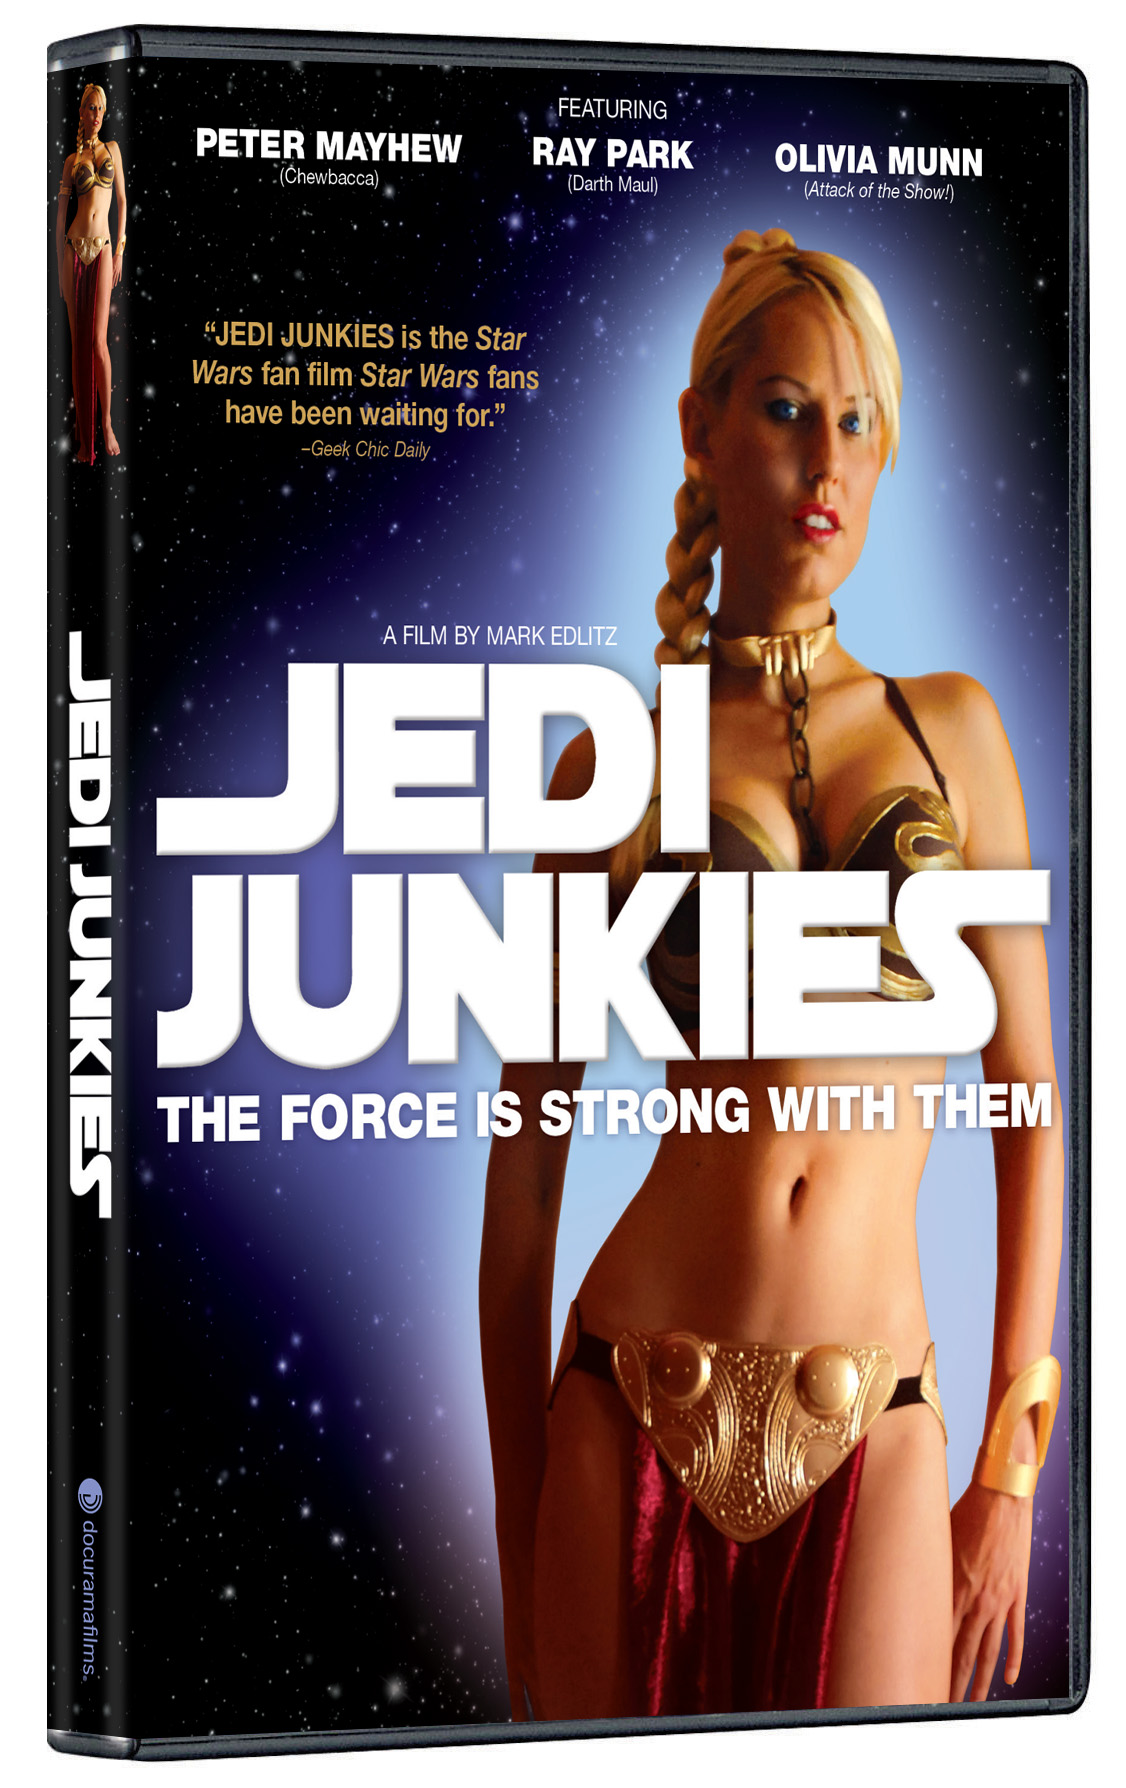 FEATURING
PETER MAYHEW
(Chewbacca)
RAY PARK
(Darth Maul)
OLIVIA MUNN
(Attack of the Show!)
“JEDI JUNKIES is the Star
Wars fan film Star Wars fans
have been waiting for.”
–Geek Chic Daily
A FILM BY MARK EDLITZ
JEDI
JUNKIES
THE FORCE IS STRONG WITH THEM
JEDI JUNKIES
docuramafilms®